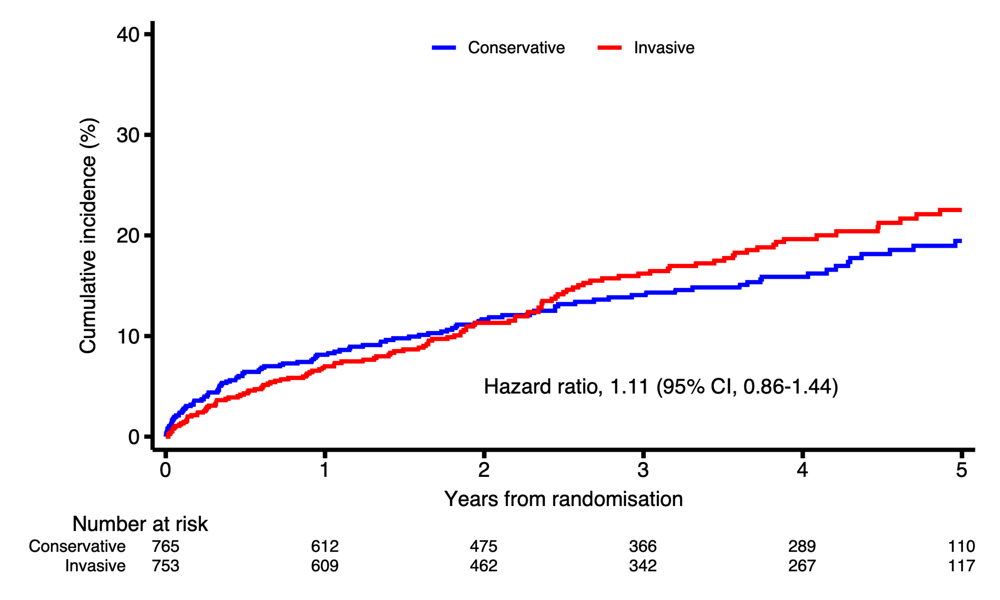 40
30
20
10
0
Cumulative incidence (%)
Conservative Invasive
Hazard ratio, 1.11 (95% CI, 0.86-1.44)
0 1 2 3 4 5
Years from randomisation
Number at risk
Conservative 765 612 475 366 289 110
Invasive 753 609 462 342 267 117